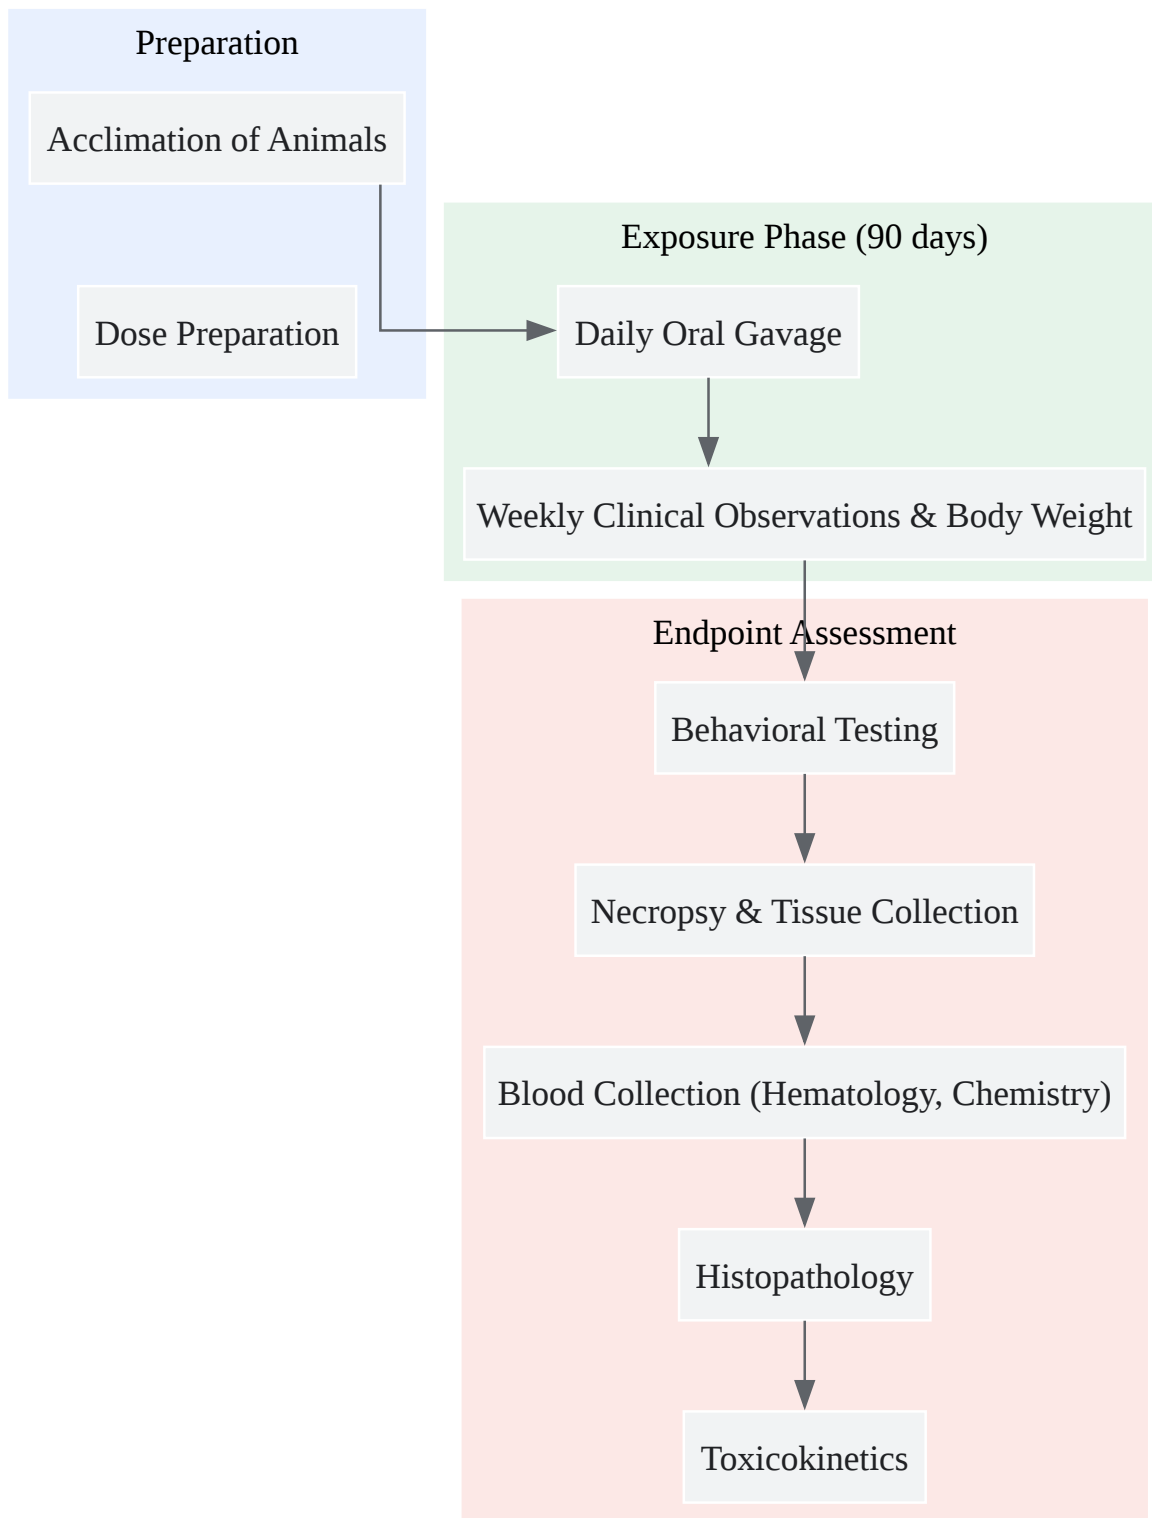 Preparation
Acclimation of Animals
Dose Preparation
Exposure Phase (90 days)
Daily Oral Gavage
Weekly Clinical Observations & Body Weight
Endpoint Assessment
Behavioral Testing
Necropsy & Tissue Collection
Blood Collection (Hematology, Chemistry)
Histopathology
Toxicokinetics